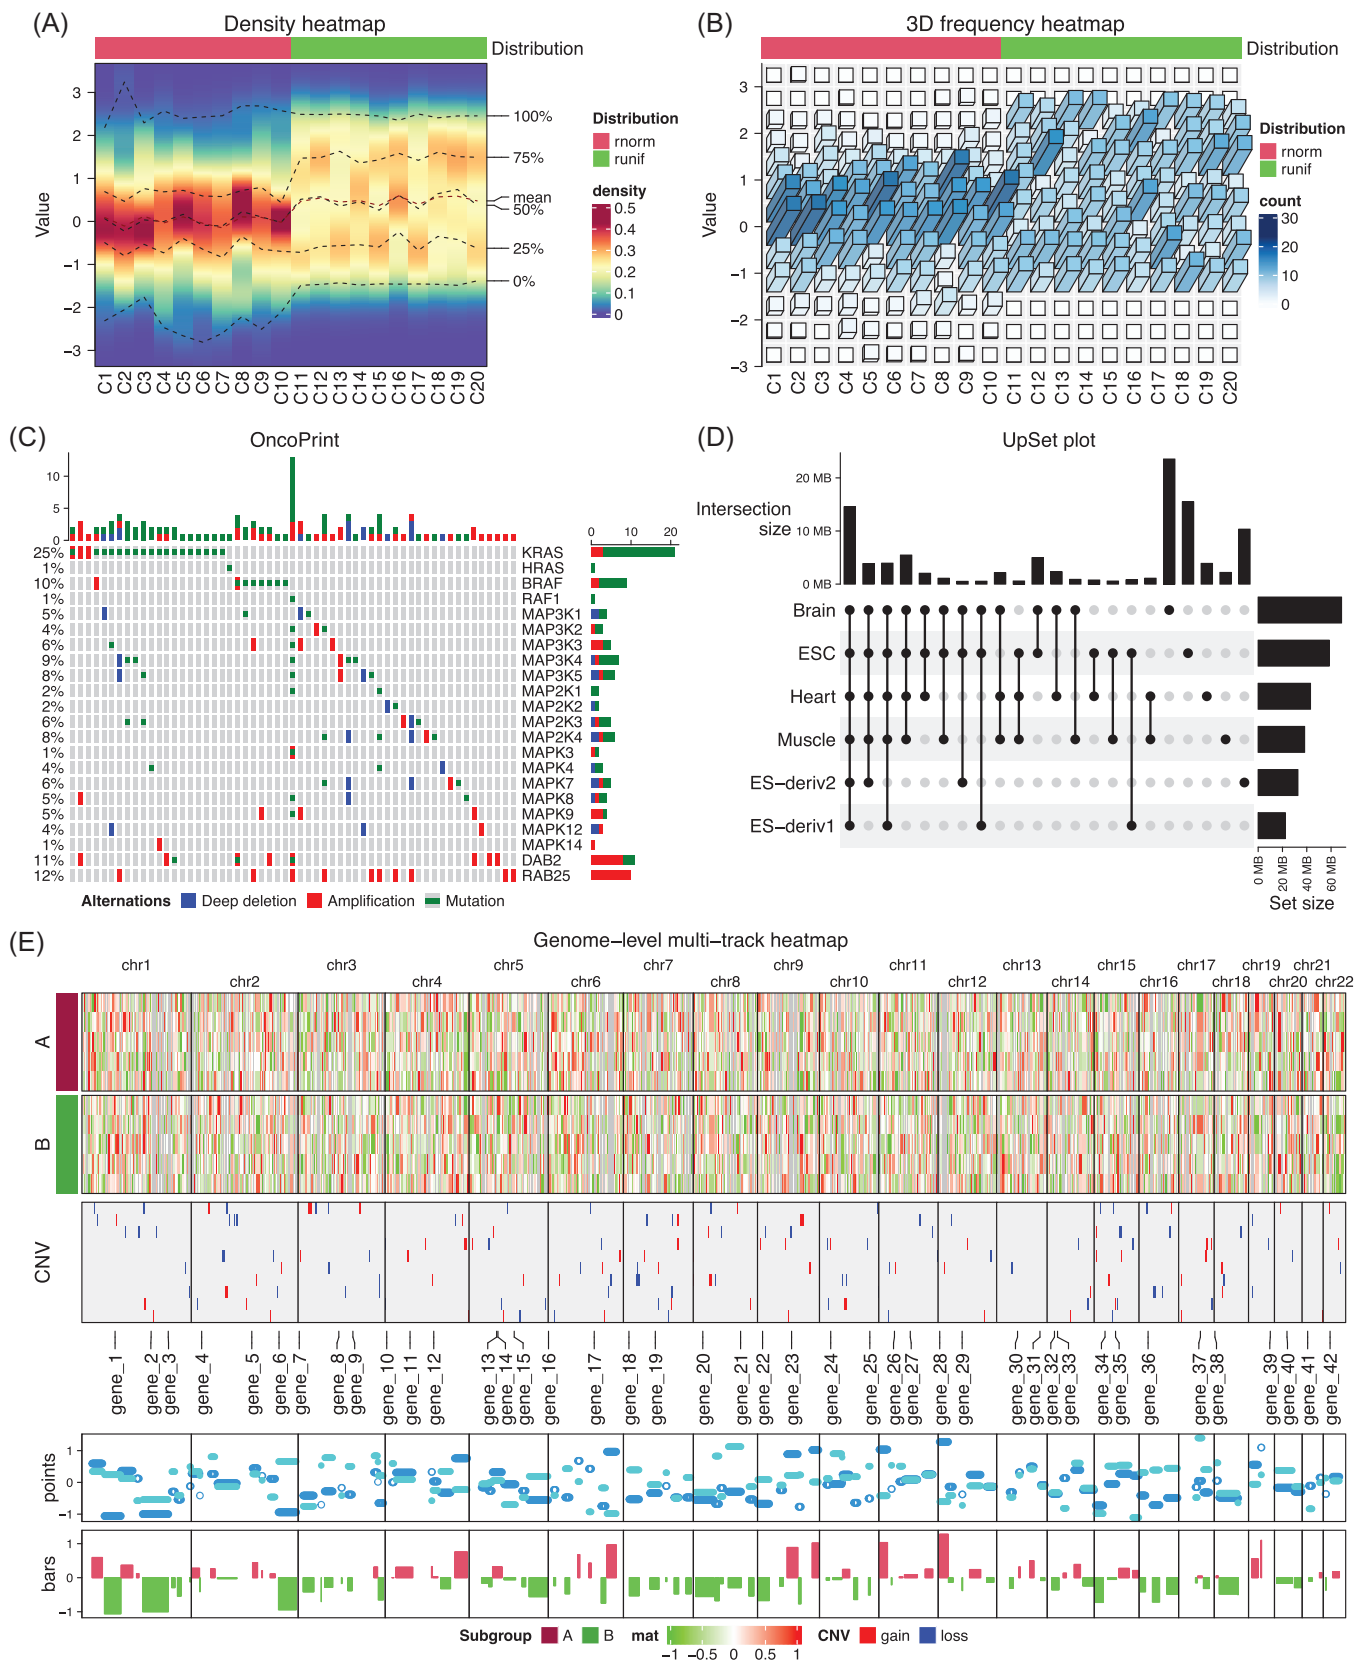 (A)
Density heatmap
Distribution
Value
3
2
1
0
−1
−2
−3
100%
75%
mean
50%
25%
0%
C1
C2
C3
C4
C5
C6
C7
C8
C9
C10
C11
C12
C13
C14
C15
C16
C17
C18
C19
C20
Distribution
rnorm
runif
density
0.5
0.4
0.3
0.2
0.1
0
(B)
3D frequency heatmap
Distribution
Value
3
2
1
0
−1
−2
−3
C1
C2
C3
C4
C5
C6
C7
C8
C9
C10
C11
C12
C13
C14
C15
C16
C17
C18
C19
C20
Distribution
rnorm
runif
count
30
20
10
0
(C)
OncoPrint
10
5
0
0 10 20
25% KRAS
1% HRAS
10% BRAF
1% RAF1
5% MAP3K1
4% MAP3K2
6% MAP3K3
9% MAP3K4
8% MAP3K5
2% MAP2K1
2% MAP2K2
6% MAP2K3
8% MAP2K4
1% MAPK3
4% MAPK4
6% MAPK7
5% MAPK8
5% MAPK9
4% MAPK12
1% MAPK14
11% DAB2
12% RAB25
Alternations Deep deletion Amplification Mutation
(D)
UpSet plot
Intersection
size
20 MB
10 MB
0 MB
Brain
ESC
Heart
Muscle
ES−deriv2
ES−deriv1
0 MB
20 MB
40 MB
60 MB
Set size
(E)
Genome−level multi−track heatmap
chr1
chr2
chr3
chr4
chr5
chr6
chr7
chr8
chr9
chr10
chr11
chr12
chr13
chr14
chr15
chr16
chr17
chr18
chr19
chr20
chr21
chr22
A
B
CNV
gene_1
gene_2
gene_3
gene_4
gene_5
gene_6
gene_7
gene_8
gene_9
gene_10
gene_11
gene_12
gene_13
gene_14
gene_15
gene_16
gene_17
gene_18
gene_19
gene_20
gene_21
gene_22
gene_23
gene_24
gene_25
gene_26
gene_27
gene_28
gene_29
gene_30
gene_31
gene_32
gene_33
gene_34
gene_35
gene_36
gene_37
gene_38
gene_39
gene_40
gene_41
gene_42
points
1
0
−1
bars
1
0
−1
Subgroup A B mat −1 −0.5 0 0.5 1 CNV gain loss